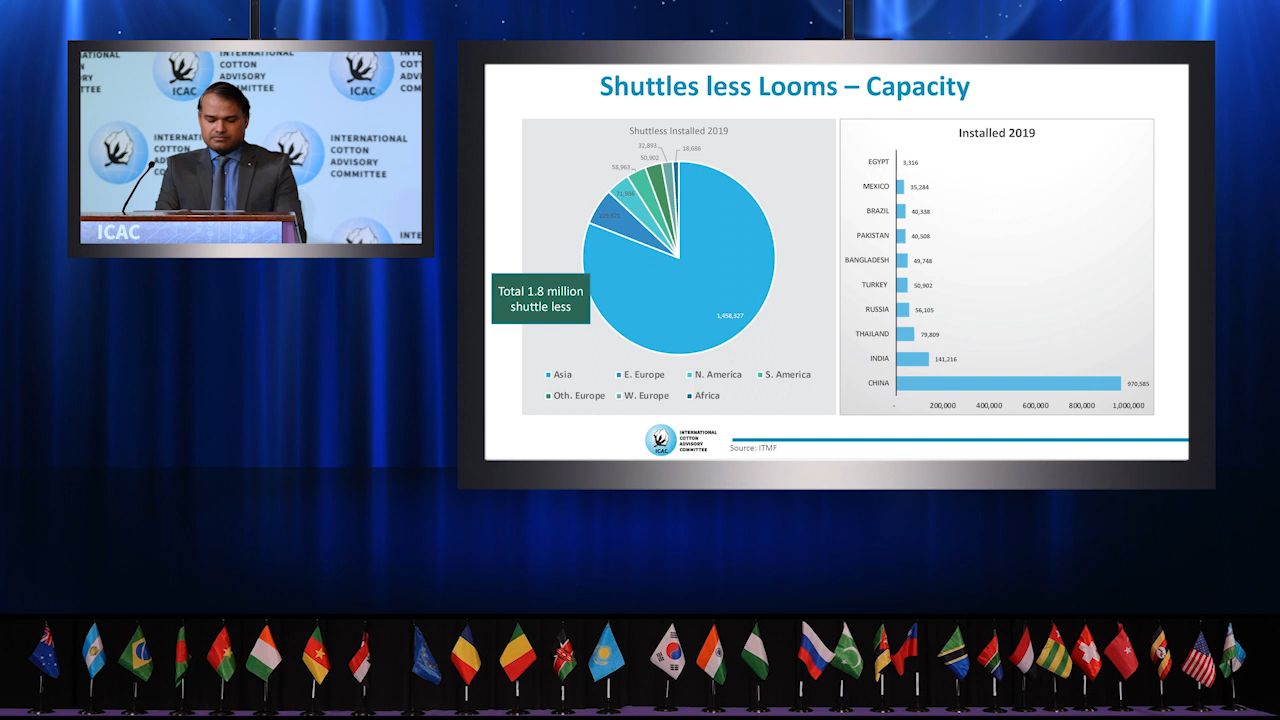 ATIONAL
INTERNATIONAL
COTTON
ADVISORY
COMMITTEE
ICAC
ICAC
INTERNATI
INTERNATIONAL
COTTON
ADVISORY
COMMITTEE
INTE
ICAC
Shuttles less Looms – Capacity
Shuttless Installed 2019
32,893
18,686
50,902
58,963
1,458,327
Total 1.8 million
shuttle less
Asia
E. Europe
N. America
S. America
Oth. Europe
W. Europe
Africa
Installed 2019
EGYPT 3,316
MEXICO 35,284
BRAZIL 40,338
PAKISTAN 40,508
BANGLADESH 49,748
TURKEY 50,902
RUSSIA 56,105
THAILAND 79,809
INDIA 141,216
CHINA 970,585
- 200,000 400,000 600,000 800,000 1,000,000
ICAC
INTERNATIONAL
COTTON
ADVISORY
COMMITTEE
Source: ITMF